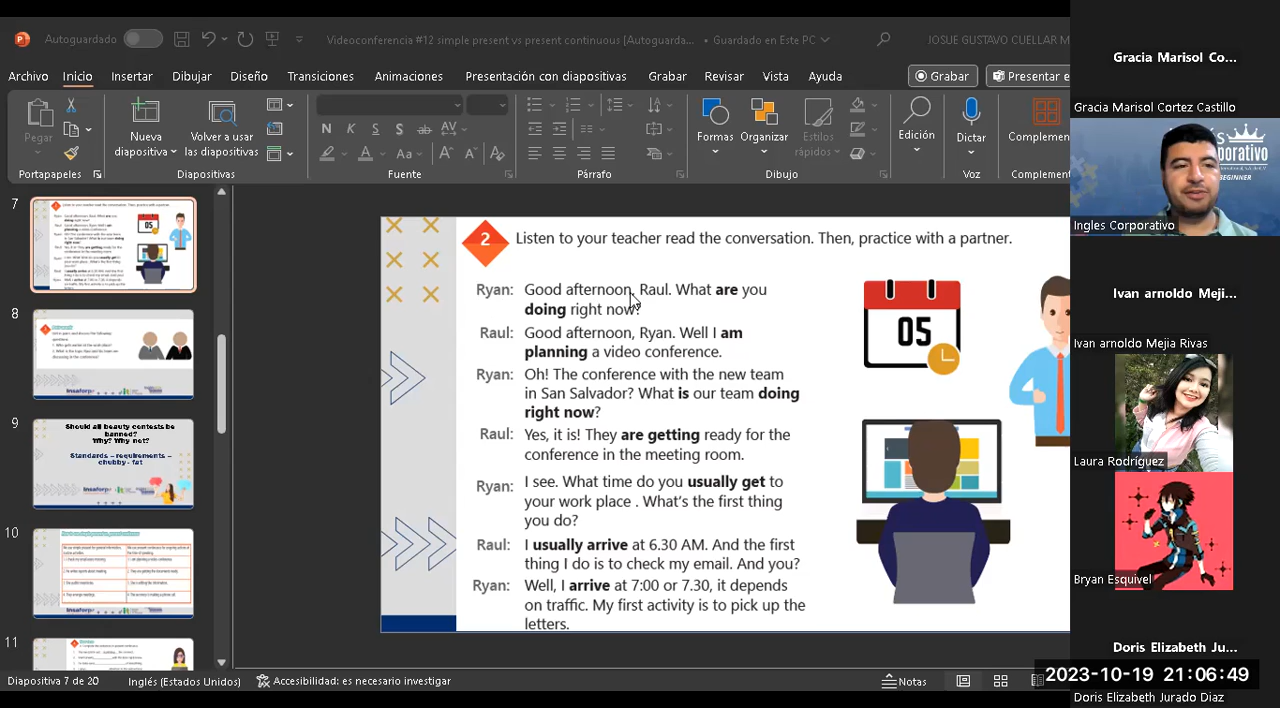 Autoguardado
Videoconferencia #12 simple present vs present continuous [Autoguarda... • Guardado en Este PC
JOSUE GUSTAVO CUELLAR M
Archivo Inicio Insertar Dibujar Diseño Transiciones Animaciones Presentación con diapositivas Grabar Revisar Vista Ayuda
Grabar
Presentar e
Pegar
Nueva
diapositiva
Volver a usar
las diapositivas
Formas
Organizar
Estilos
rápidos
Edición
Dictar
Complemen
Portapapeles
Diapositivas
Fuente
Párrafo
Dibujo
Voz
Complement
7
8
9
Should all beauty contests be
banned?
Why? Why not?
Standards – requirements –
chubby - fat
10
11
2 Listen to your teacher read the conversation. Then, practice with a partner.
Ryan: Good afternoon, Raul. What are you
doing right now?
Raul: Good afternoon, Ryan. Well I am
planning a video conference.
Ryan: Oh! The conference with the new team
in San Salvador? What is our team doing
right now?
Raul: Yes, it is! They are getting ready for the
conference in the meeting room.
Ryan: I see. What time do you usually get to
your work place . What's the first thing
you do?
Raul: I usually arrive at 6.30 AM. And the first
thing I do is to check my email. And you?
Ryan: Well, I arrive at 7:00 or 7.30, it depends
on traffic. My first activity is to pick up the
letters.
05
Diapositiva 7 de 20
Inglés (Estados Unidos)
Accesibilidad: es necesario investigar
Notas
Gracia Marisol Co...
Gracia Marisol Cortez Castillo
orporativo
BEGINNER
Ingles Corporativo
Ivan arnoldo Meji...
Ivan arnoldo Mejia Rivas
Laura Rodríguez
Bryan Esquivel
Doris Elizabeth Ju...
2023-10-19 21:06:49
Doris Elizabeth Jurado Diaz